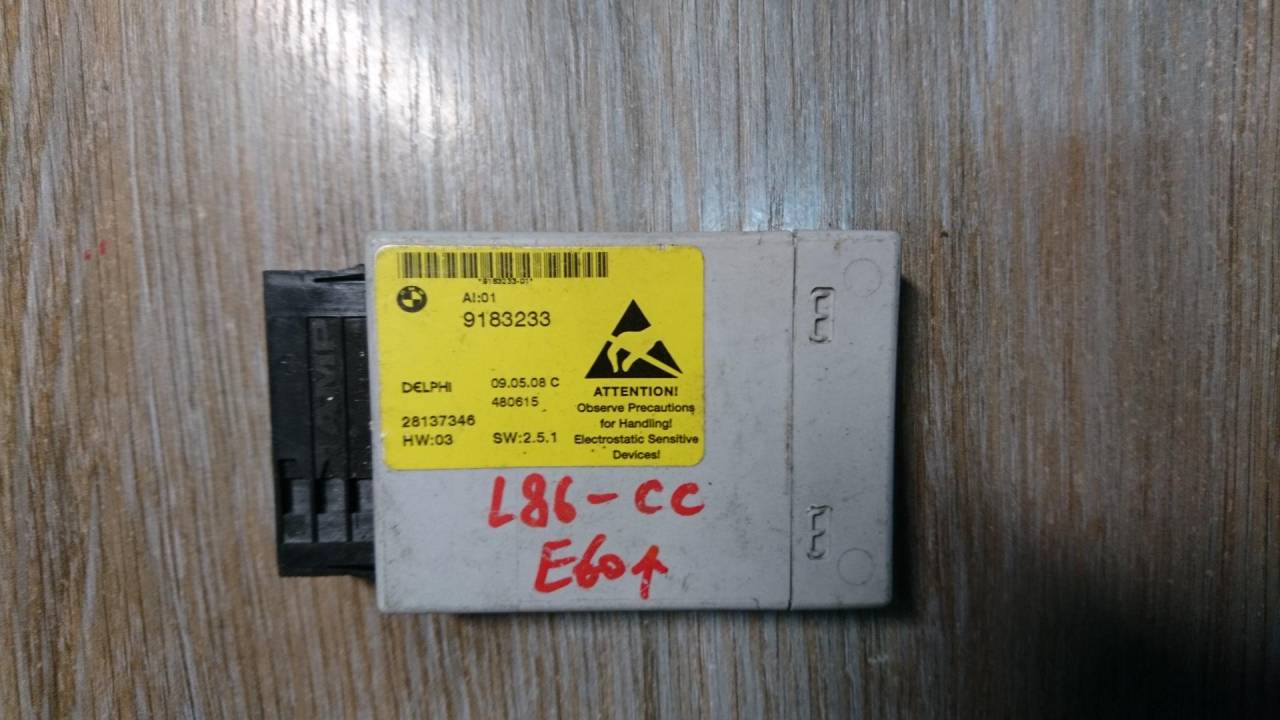 *9183233-01*
AI:01
9183233
DELPHI 09.05.08 C
480615
28137346
HW:03 SW:2.5.1
ATTENTION!
Observe Precautions
for Handling!
Electrostatic Sensitive
Devices!
AMP
L86-CC
E60↑